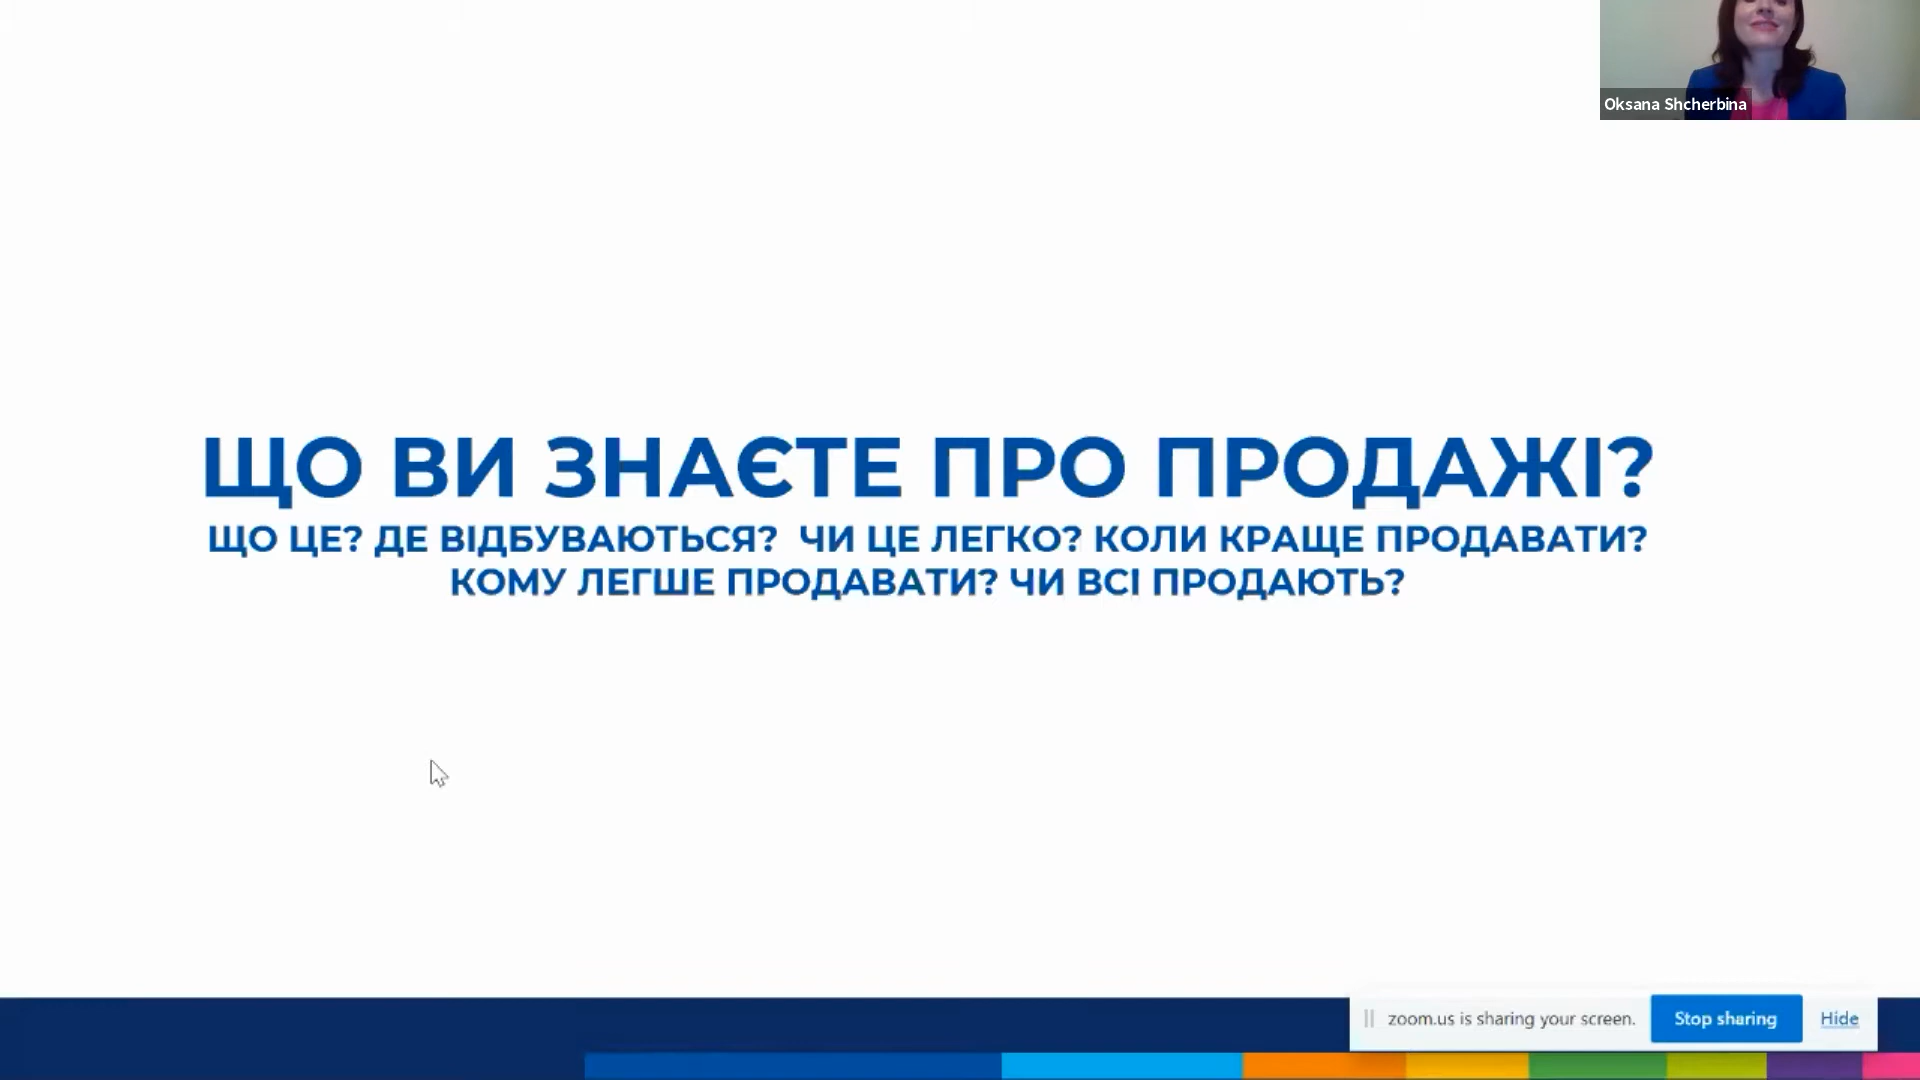 Oksana Shcherbina
ЩО ВИ ЗНАЄТЕ ПРО ПРОДАЖІ?
ЩО ЦЕ? ДЕ ВІДБУВАЮТЬСЯ? ЧИ ЦЕ ЛЕГКО? КОЛИ КРАЩЕ ПРОДАВАТИ?
КОМУ ЛЕГШЕ ПРОДАВАТИ? ЧИ ВСІ ПРОДАЮТЬ?
zoom.us is sharing your screen. Stop sharing Hide